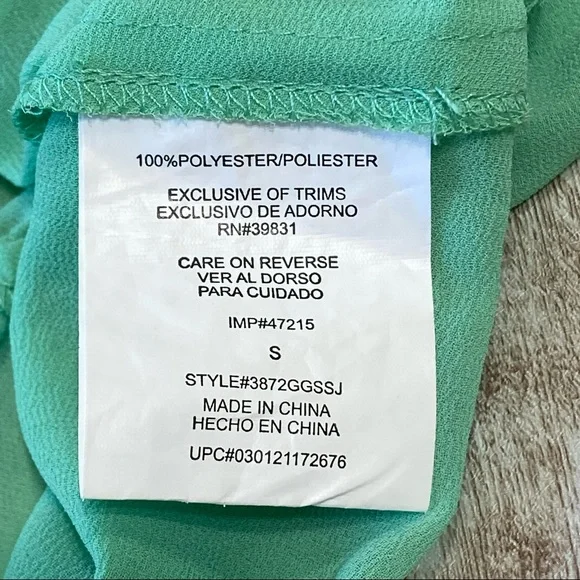 100%POLYESTER/POLIESTER
EXCLUSIVE OF TRIMS
EXCLUSIVO DE ADORNO
RN#39831
CARE ON REVERSE
VER AL DORSO
PARA CUIDADO
IMP#47215
S
STYLE#3872GGSSJ
MADE IN CHINA
HECHO EN CHINA
UPC#030121172676